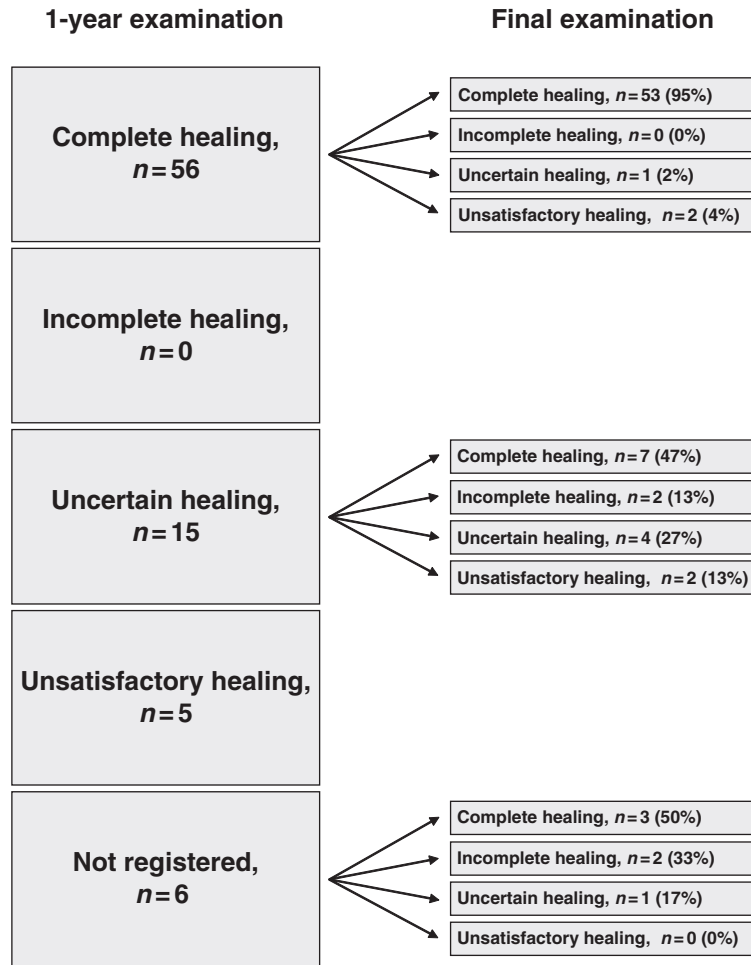 1-year examination
Final examination
Complete healing,
n=56
Complete healing, n=53 (95%)
Incomplete healing, n=0 (0%)
Uncertain healing, n=1 (2%)
Unsatisfactory healing, n=2 (4%)
Incomplete healing,
n=0
Uncertain healing,
n=15
Complete healing, n=7 (47%)
Incomplete healing, n=2 (13%)
Uncertain healing, n=4 (27%)
Unsatisfactory healing, n=2 (13%)
Unsatisfactory healing,
n=5
Not registered,
n=6
Complete healing, n=3 (50%)
Incomplete healing, n=2 (33%)
Uncertain healing, n=1 (17%)
Unsatisfactory healing, n=0 (0%)